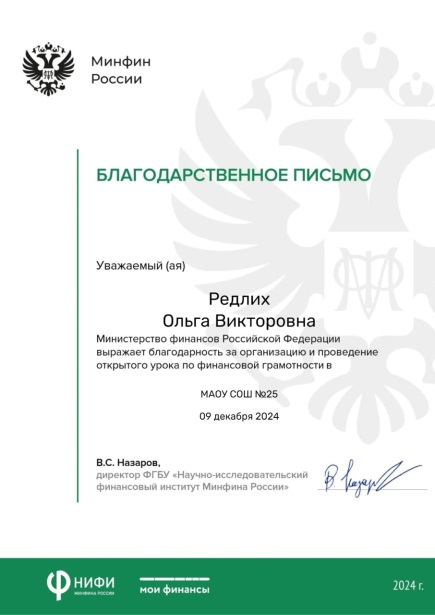 Минфин
России
БЛАГОДАРСТВЕННОЕ ПИСЬМО
Уважаемый (ая)
Редлих
Ольга Викторовна
Министерство финансов Российской Федерации
выражает благодарность за организацию и проведение
открытого урока по финансовой грамотности в
МАОУ СОШ №25
09 декабря 2024
В.С. Назаров,
директор ФГБУ «Научно-исследовательский
финансовый институт Минфина России»
НИФИ
МИНФИНА РОССИИ
мои финансы
2024 г.